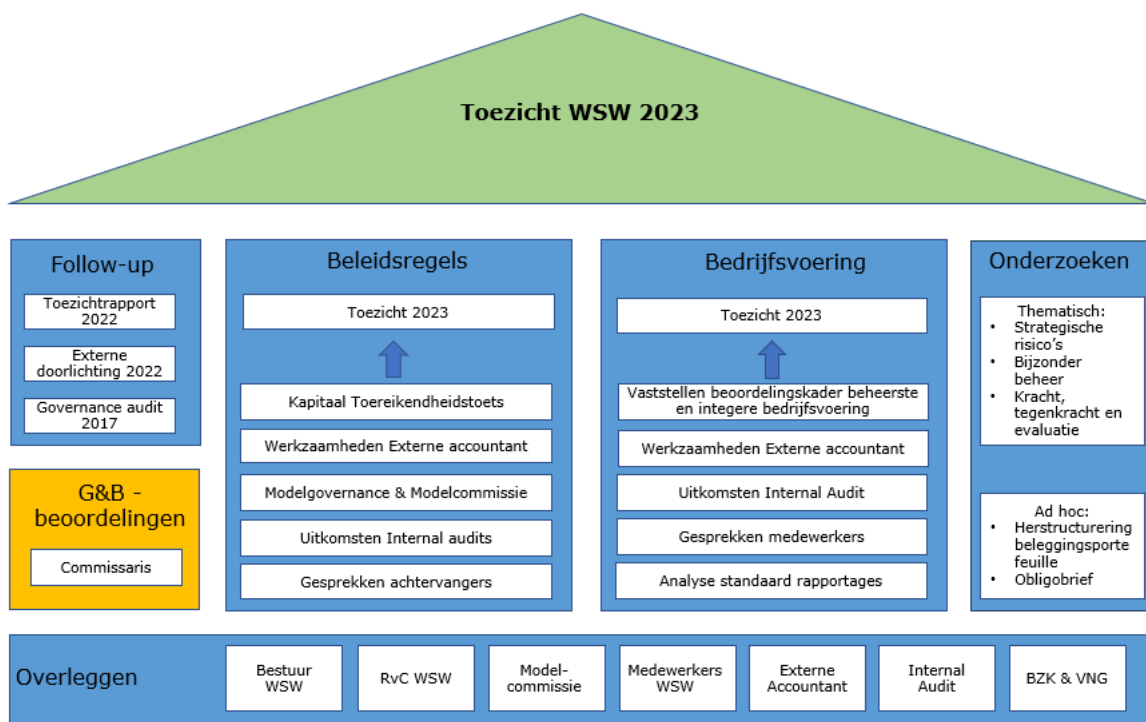 Toezicht WSW 2023
Follow-up
Toezichtrapport
2022
Externe
doorlichting 2022
Governance audit
2017
G&B -
beoordelingen
Commissaris
Beleidsregels
Toezicht 2023
Kapitaal Toereikendheidstoets
Werkzaamheden Externe accountant
Modelgovernance & Modelcommissie
Uitkomsten Internal audits
Gesprekken achtervangers
Bedrijfsvoering
Toezicht 2023
Vaststellen beoordelingskader beheerste
en integere bedrijfsvoering
Werkzaamheden Externe accountant
Uitkomsten Internal Audit
Gesprekken medewerkers
Analyse standaard rapportages
Onderzoeken
Thematisch:
• Strategische
risico's
• Bijzonder
beheer
• Kracht,
tegenkracht en
evaluatie
Ad hoc:
• Herstructurering
beleggingsporte
feuille
• Obligobrief
Overleggen
Bestuur
WSW
RvC WSW
Model-
commissie
Medewerkers
WSW
Externe
Accountant
Internal
Audit
BZK & VNG